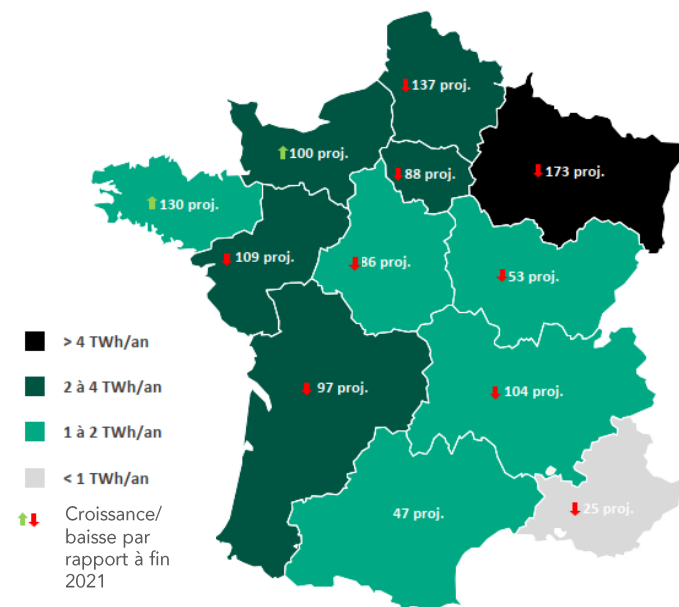 137 proj.
100 proj.
88 proj.
173 proj.
130 proj.
109 proj.
86 proj.
53 proj.
> 4 TWh/an
2 à 4 TWh/an
97 proj.
104 proj.
1 à 2 TWh/an
< 1 TWh/an
47 proj.
25 proj.
Croissance/
baisse par
rapport à fin
2021